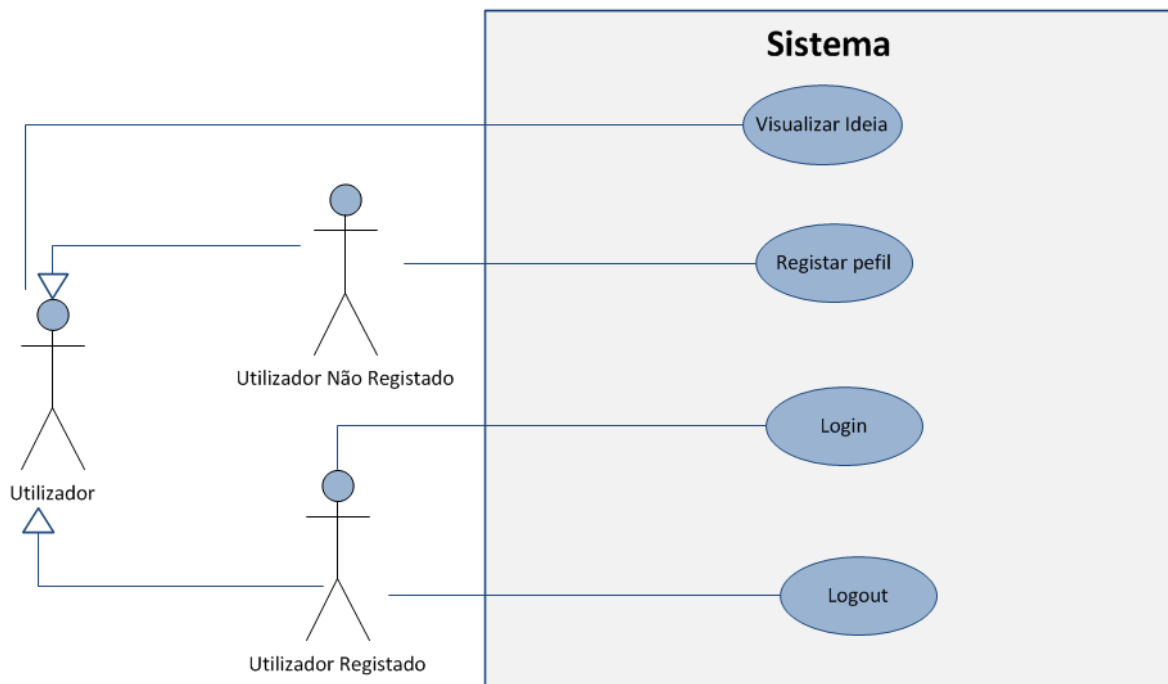 Sistema
Visualizar Ideia
Registar pefil
Utilizador Não Registado
Login
Utilizador
Logout
Utilizador Registado